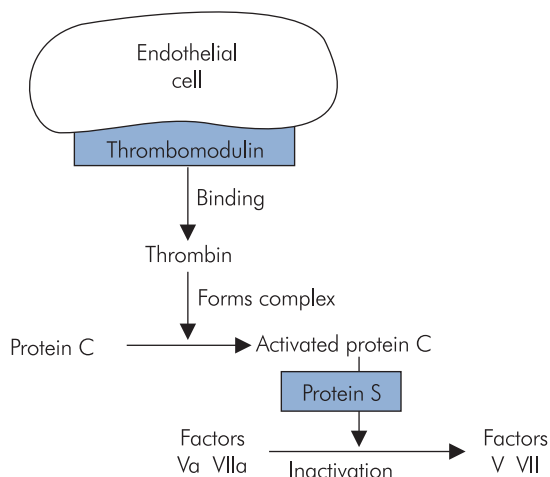 Endothelial
cell
Thrombomodulin
Binding
Thrombin
Forms complex
Protein C
Activated protein C
Protein S
Factors
Va VIIa
Inactivation
Factors
V VII